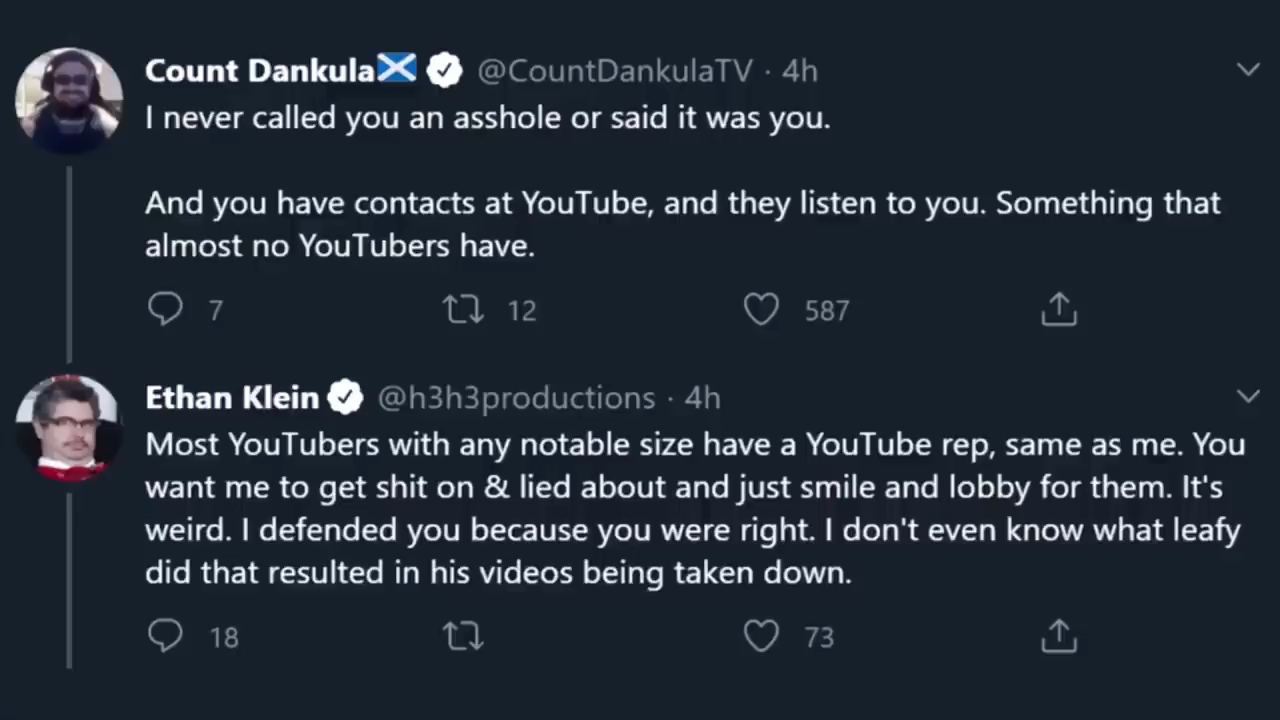 Count Dankula🏴󠁧󠁢󠁳󠁣󠁴󠁿 @CountDankulaTV · 4h
I never called you an asshole or said it was you.
And you have contacts at YouTube, and they listen to you. Something that
almost no YouTubers have.
7 12 587
Ethan Klein @h3h3productions · 4h
Most YouTubers with any notable size have a YouTube rep, same as me. You
want me to get shit on & lied about and just smile and lobby for them. It's
weird. I defended you because you were right. I don't even know what leafy
did that resulted in his videos being taken down.
18 73